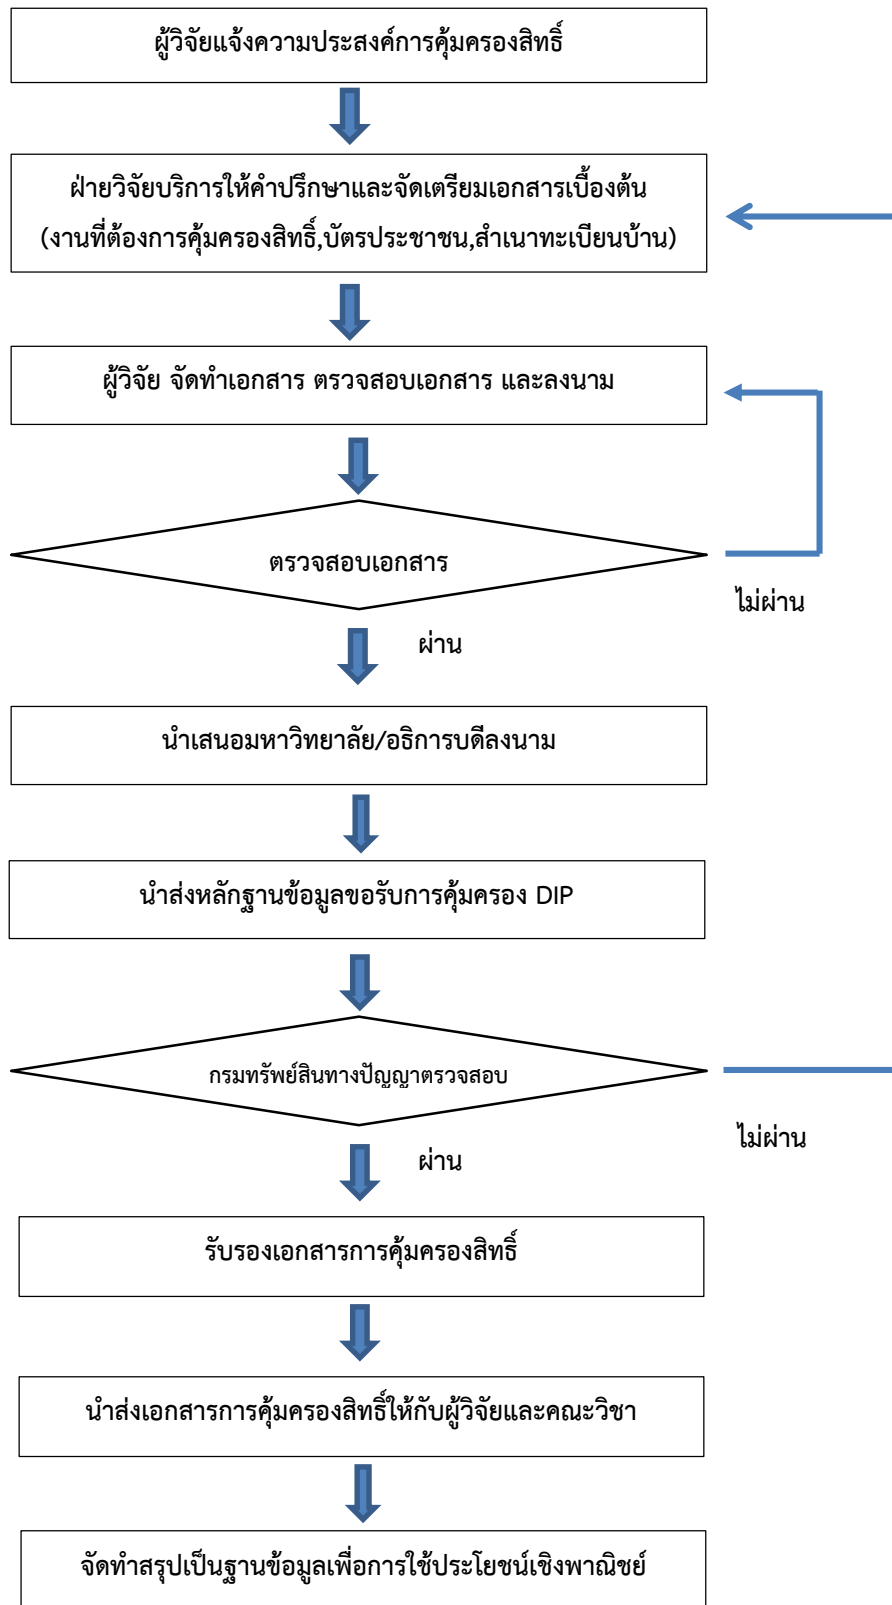 ผู้วิจัยแจ้งความประสงค์การคุ้มครองสิทธิ์
ฝ่ายวิจัยบริการให้คำปรึกษาและจัดเตรียมเอกสารเบื้องต้น
(งานที่ต้องการคุ้มครองสิทธิ์,บัตรประชาชน,สำเนาทะเบียนบ้าน)
ผู้วิจัย จัดทำเอกสาร ตรวจสอบเอกสาร และลงนาม
ตรวจสอบเอกสาร
ไม่ผ่าน
ผ่าน
นำเสนอมหาวิทยาลัย/อธิการบดีลงนาม
นำส่งหลักฐานข้อมูลขอรับการคุ้มครอง DIP
กรมทรัพย์สินทางปัญญาตรวจสอบ
ไม่ผ่าน
ผ่าน
รับรองเอกสารการคุ้มครองสิทธิ์
นำส่งเอกสารการคุ้มครองสิทธิ์ให้กับผู้วิจัยและคณะวิชา
จัดทำสรุปเป็นฐานข้อมูลเพื่อการใช้ประโยชน์เชิงพาณิชย์